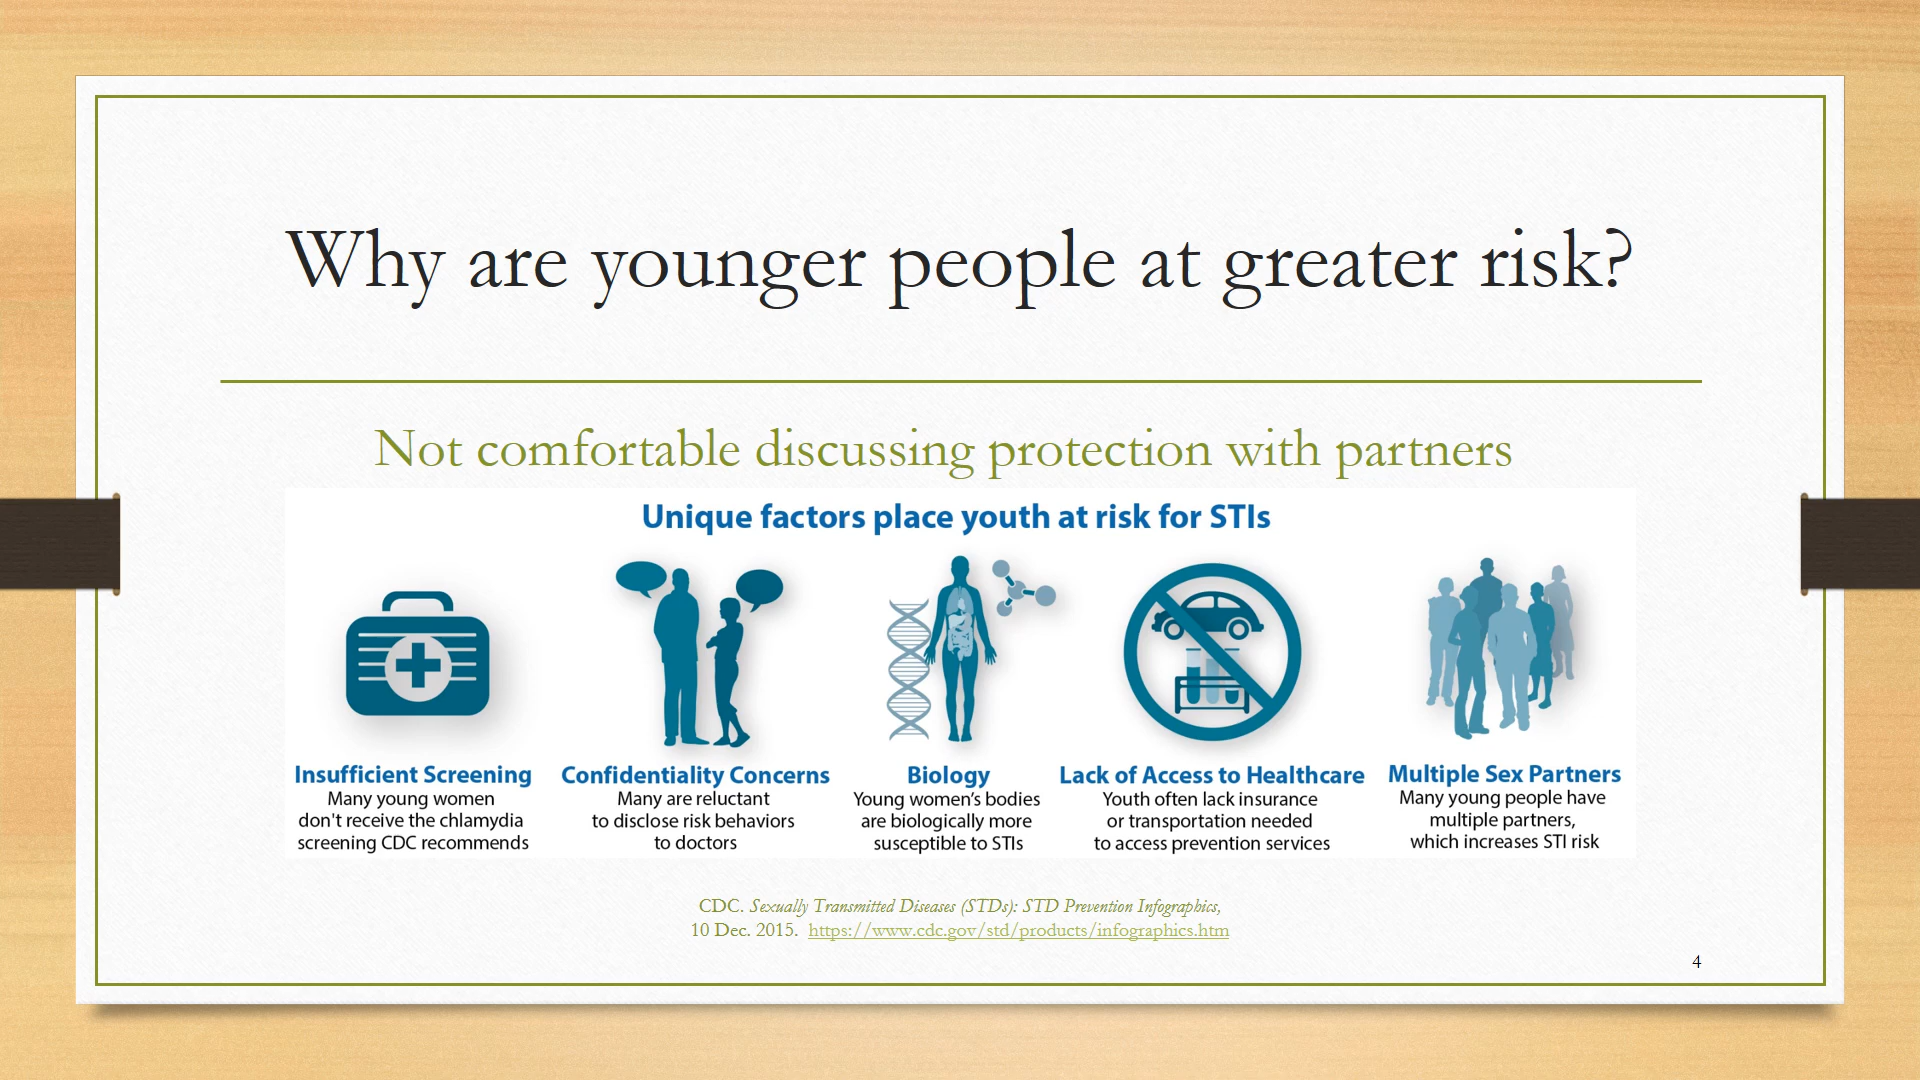 Why are younger people at greater risk?
Not comfortable discussing protection with partners
Unique factors place youth at risk for STIs
Insufficient Screening
Many young women
don't receive the chlamydia
screening CDC recommends
Confidentiality Concerns
Many are reluctant
to disclose risk behaviors
to doctors
Biology
Young women’s bodies
are biologically more
susceptible to STIs
Lack of Access to Healthcare
Youth often lack insurance
or transportation needed
to access prevention services
Multiple Sex Partners
Many young people have
multiple partners,
which increases STI risk
CDC. Sexually Transmitted Diseases (STDs): STD Prevention Infographics,
10 Dec. 2015. https://www.cdc.gov/std/products/infographics.htm
4